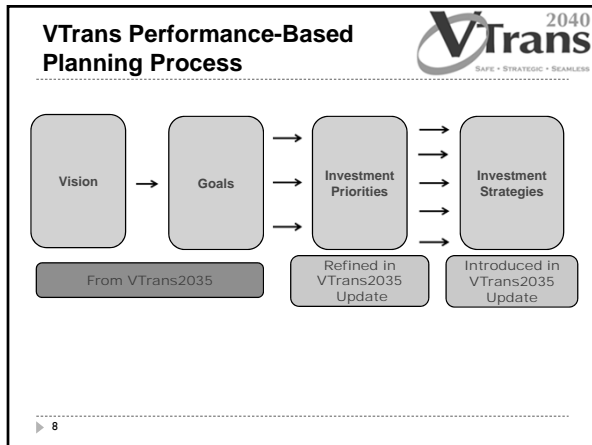 VTrans Performance-Based
Planning Process
2040
VTrans
SAFE • STRATEGIC • SEAMLESS
Vision
Goals
Investment
Priorities
Investment
Strategies
From VTrans2035
Refined in
VTrans2035
Update
Introduced in
VTrans2035
Update
8